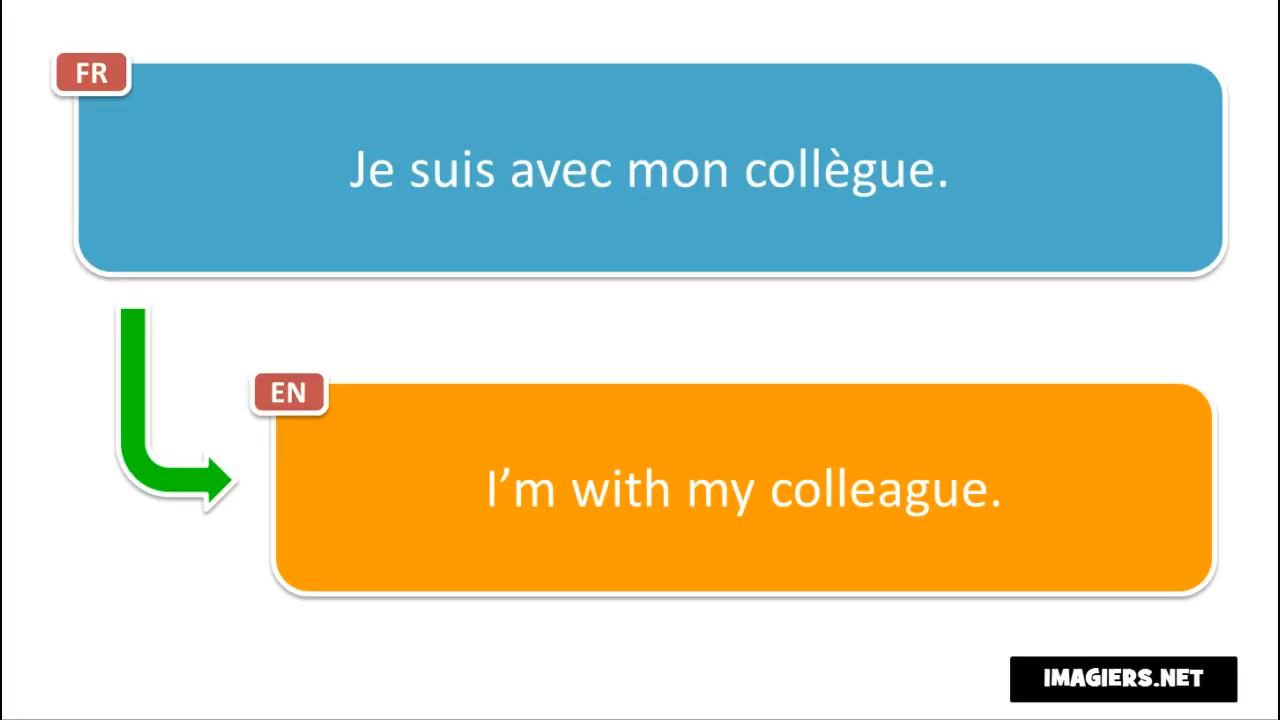 FR
Je suis avec mon collègue.
EN
I’m with my colleague.
IMAGIERS.NET